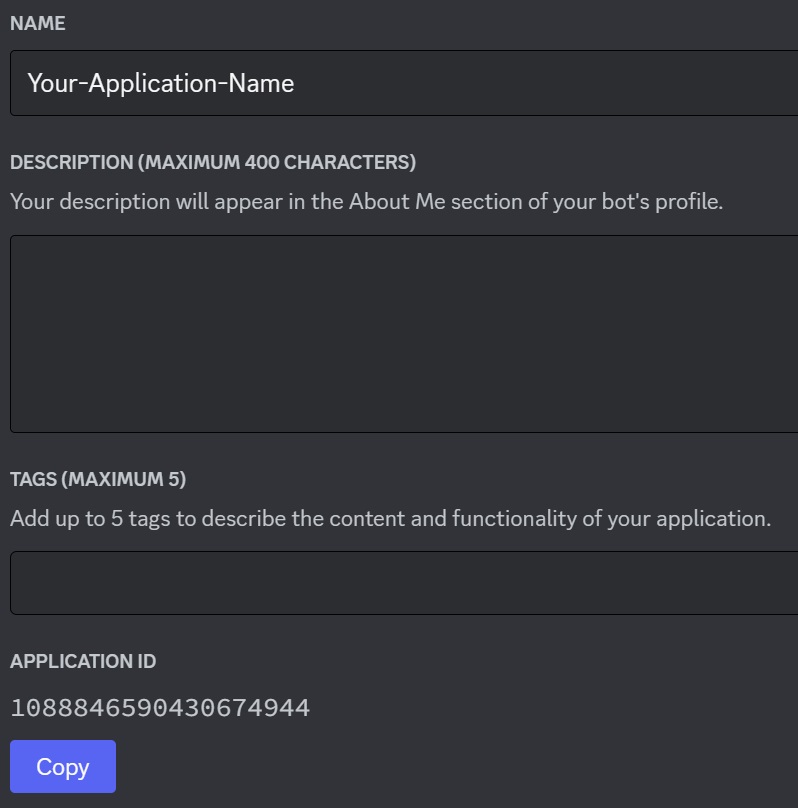 NAME
Your-Application-Name
DESCRIPTION (MAXIMUM 400 CHARACTERS)
Your description will appear in the About Me section of your bot's profile.
TAGS (MAXIMUM 5)
Add up to 5 tags to describe the content and functionality of your application.
APPLICATION ID
1088846590430674944
Copy